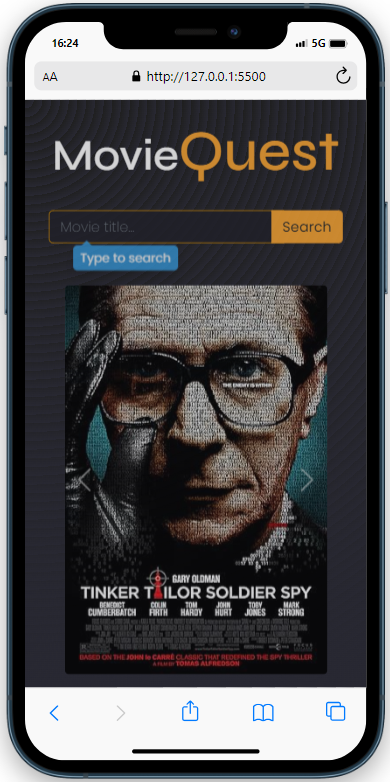 16:24
5G
AA
http://127.0.0.1:5500
MovieQuest
Movie title...
Search
Type to search
THE ENEMY IS WITHIN
GARY OLDMAN
TINKER TAILOR SOLDIER SPY
BENEDICT CUMBERBATCH COLIN FIRTH TOM HARDY JOHN HURT TOBY JONES MARK STRONG
BASED ON THE JOHN le CARRÉ CLASSIC THAT REDEFINED THE SPY THRILLER
A FILM BY TOMAS ALFREDSON